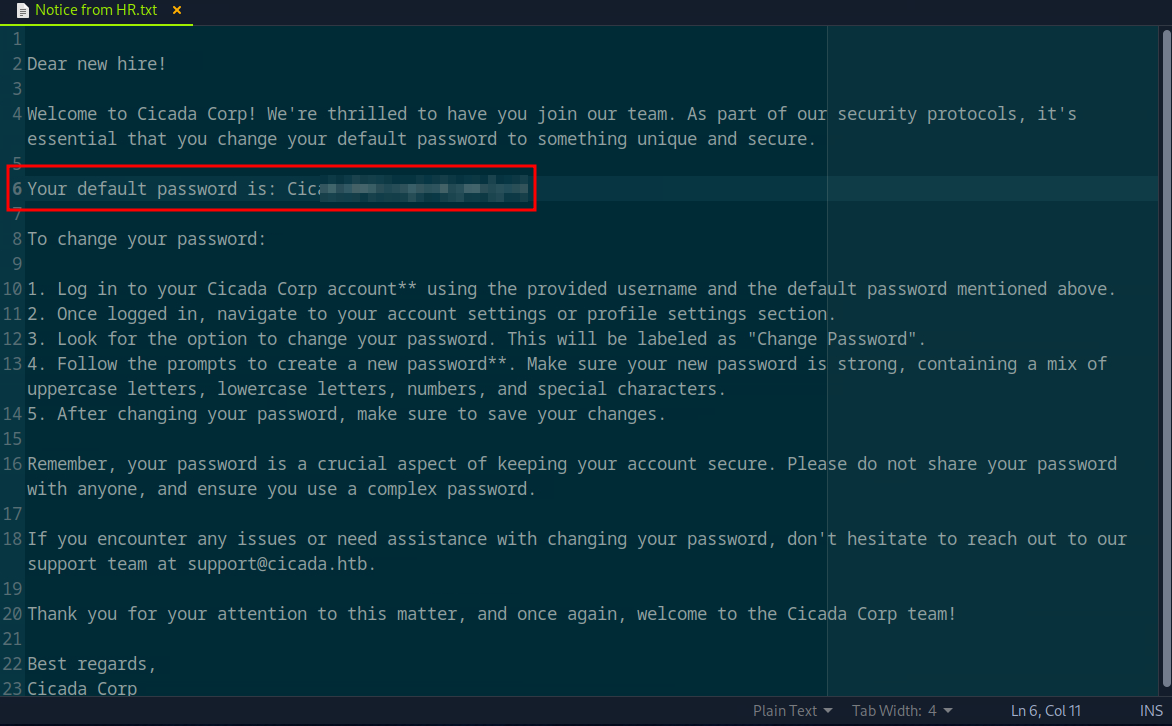 Notice from HR.txt ×
1
2 Dear new hire!
3
4 Welcome to Cicada Corp! We're thrilled to have you join our team. As part of our security protocols, it's
essential that you change your default password to something unique and secure.
5
6 Your default password is: Cica
7
8 To change your password:
9
10 1. Log in to your Cicada Corp account** using the provided username and the default password mentioned above.
11 2. Once logged in, navigate to your account settings or profile settings section.
12 3. Look for the option to change your password. This will be labeled as "Change Password".
13 4. Follow the prompts to create a new password**. Make sure your new password is strong, containing a mix of
uppercase letters, lowercase letters, numbers, and special characters.
14 5. After changing your password, make sure to save your changes.
15
16 Remember, your password is a crucial aspect of keeping your account secure. Please do not share your password
with anyone, and ensure you use a complex password.
17
18 If you encounter any issues or need assistance with changing your password, don't hesitate to reach out to our
support team at support@cicada.htb.
19
20 Thank you for your attention to this matter, and once again, welcome to the Cicada Corp team!
21
22 Best regards,
23 Cicada Corp
Plain Text Tab Width: 4 Ln 6, Col 11 INS